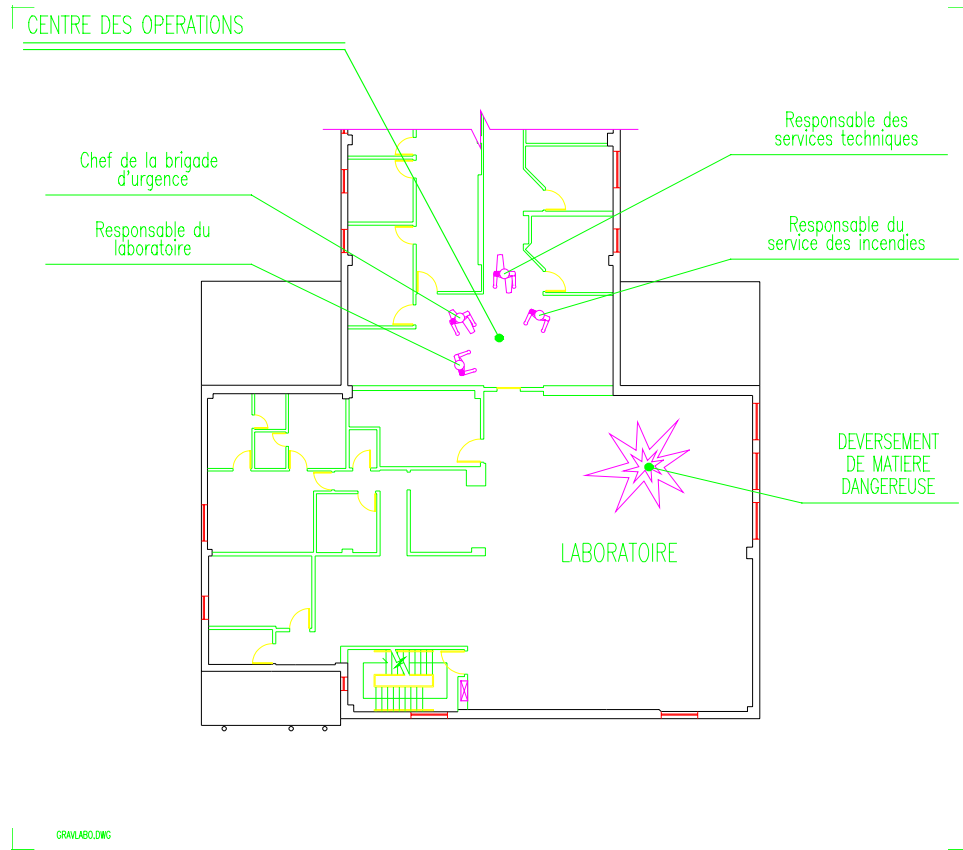 CENTRE DES OPERATIONS
Responsable des
services techniques
Chef de la brigade
d'urgence
Responsable du
laboratoire
Responsable du
service des incendies
DEVERSEMENT
DE MATIERE
DANGEREUSE
LABORATOIRE
GRAVLABO.DWG